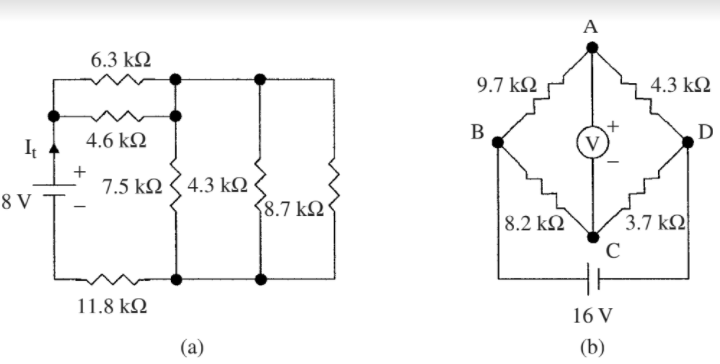 6.3 kΩ
4.6 kΩ
It
+
8 V
−
7.5 kΩ
4.3 kΩ
8.7 kΩ
11.8 kΩ
(a)
A
9.7 kΩ
4.3 kΩ
B
V
+
−
D
8.2 kΩ
3.7 kΩ
C
16 V
(b)